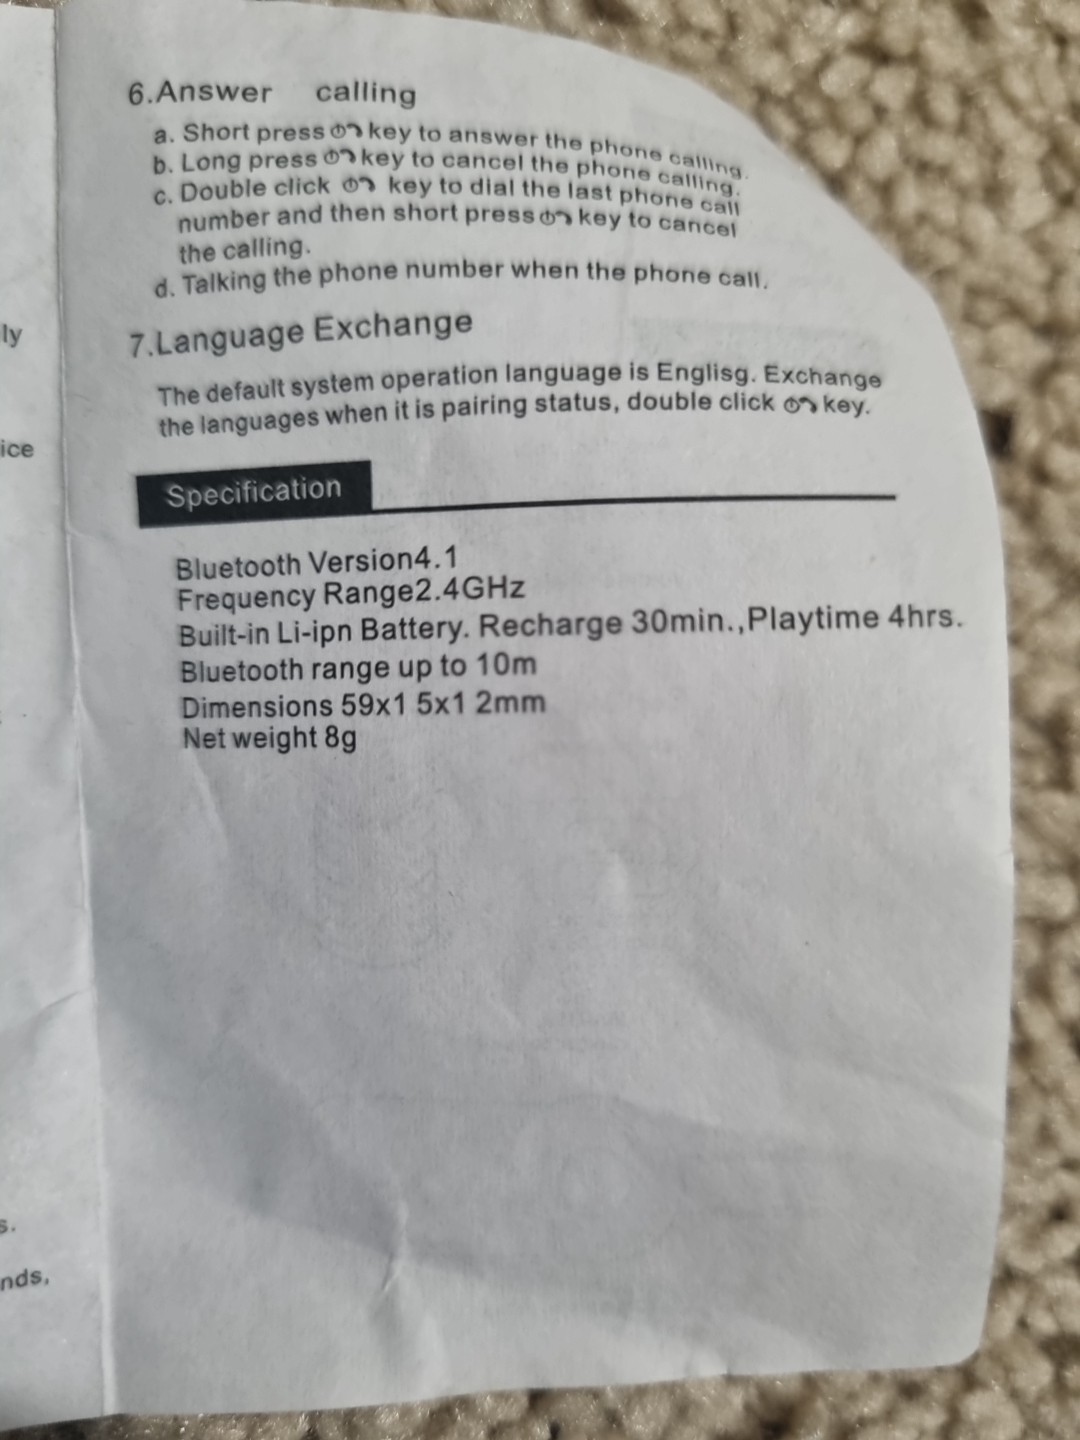 6.Answer calling
a. Short press key to answer the phone calling.
b. Long press key to cancel the phone calling.
c. Double click key to dial the last phone call
number and then short press key to cancel
the calling.
d. Talking the phone number when the phone call.
7.Language Exchange
The default system operation language is Englisg. Exchange
the languages when it is pairing status, double click key.
Specification
Bluetooth Version4.1
Frequency Range2.4GHz
Built-in Li-ipn Battery. Recharge 30min.,Playtime 4hrs.
Bluetooth range up to 10m
Dimensions 59x1 5x1 2mm
Net weight 8g
ly
ice
s.
nds,